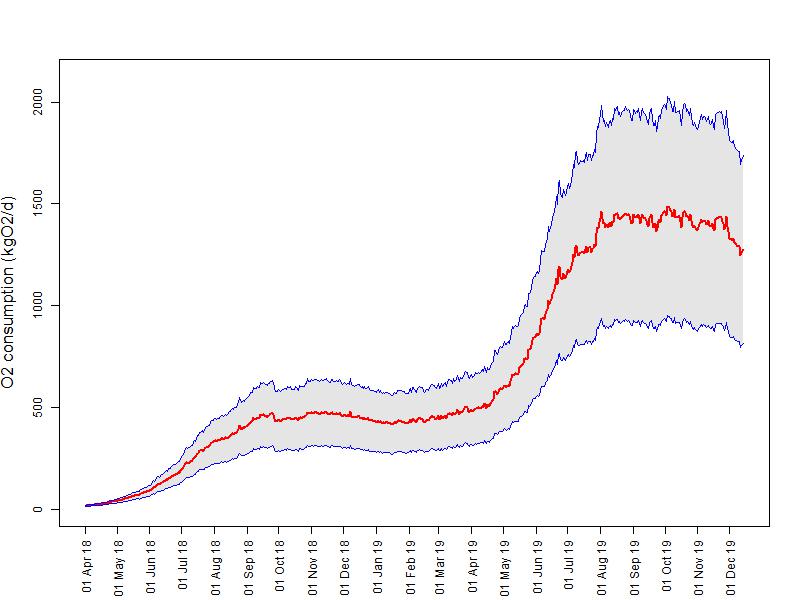 O2 consumption (kgO2/d)
2000
1500
1000
500
0
01 Apr 18
01 May 18
01 Jun 18
01 Jul 18
01 Aug 18
01 Sep 18
01 Oct 18
01 Nov 18
01 Dec 18
01 Jan 19
01 Feb 19
01 Mar 19
01 Apr 19
01 May 19
01 Jun 19
01 Jul 19
01 Aug 19
01 Sep 19
01 Oct 19
01 Nov 19
01 Dec 19